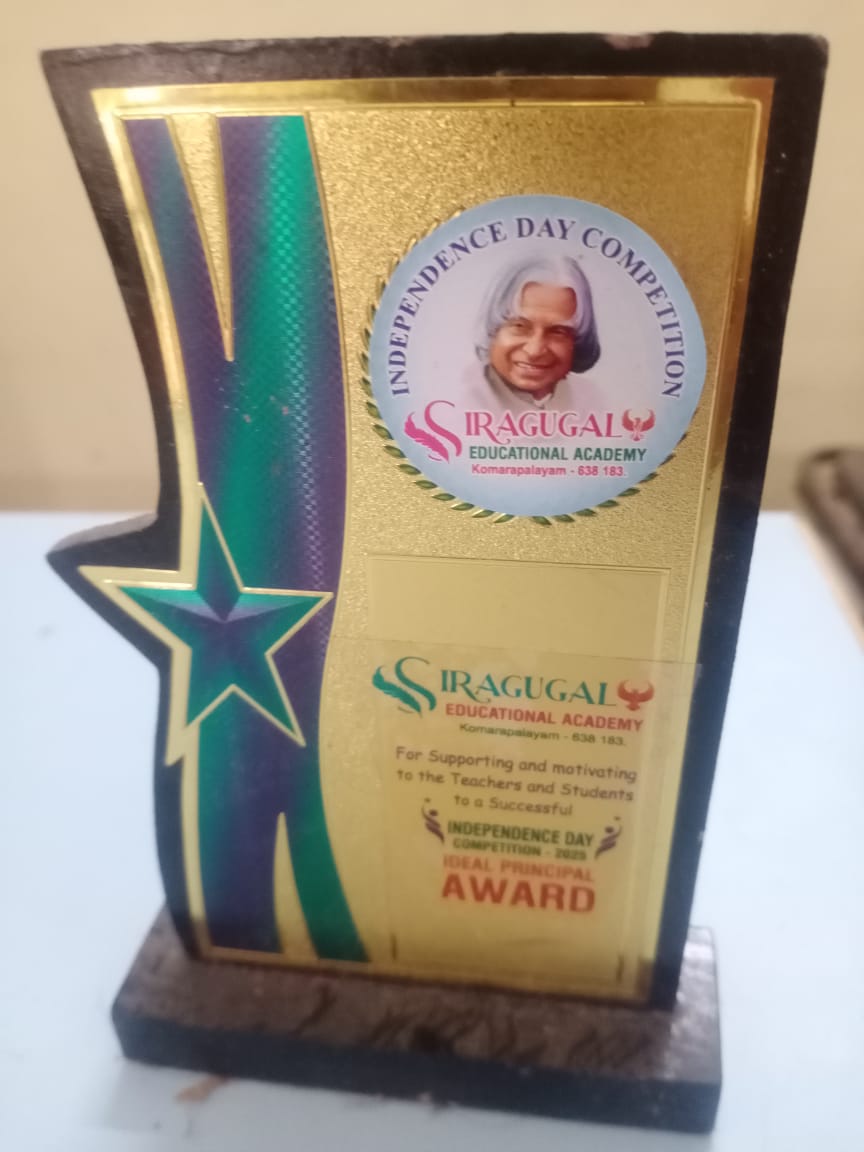 INDEPENDENCE DAY COMPETITION
SIRAGUGAL
EDUCATIONAL ACADEMY
Komarapalayam - 638 183.
SIRAGUGAL
EDUCATIONAL ACADEMY
Komarapalayam - 638 183.
For Supporting and motivating
to the Teachers and Students
to a Successful
INDEPENDENCE DAY
COMPETITION - 2025
IDEAL PRINCIPAL
AWARD